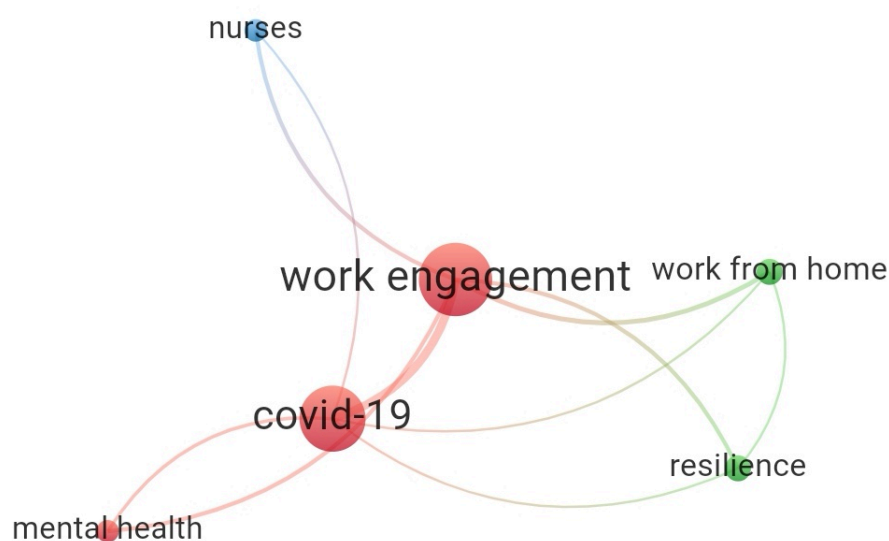 nurses
work engagement
work from home
covid-19
resilience
mental health